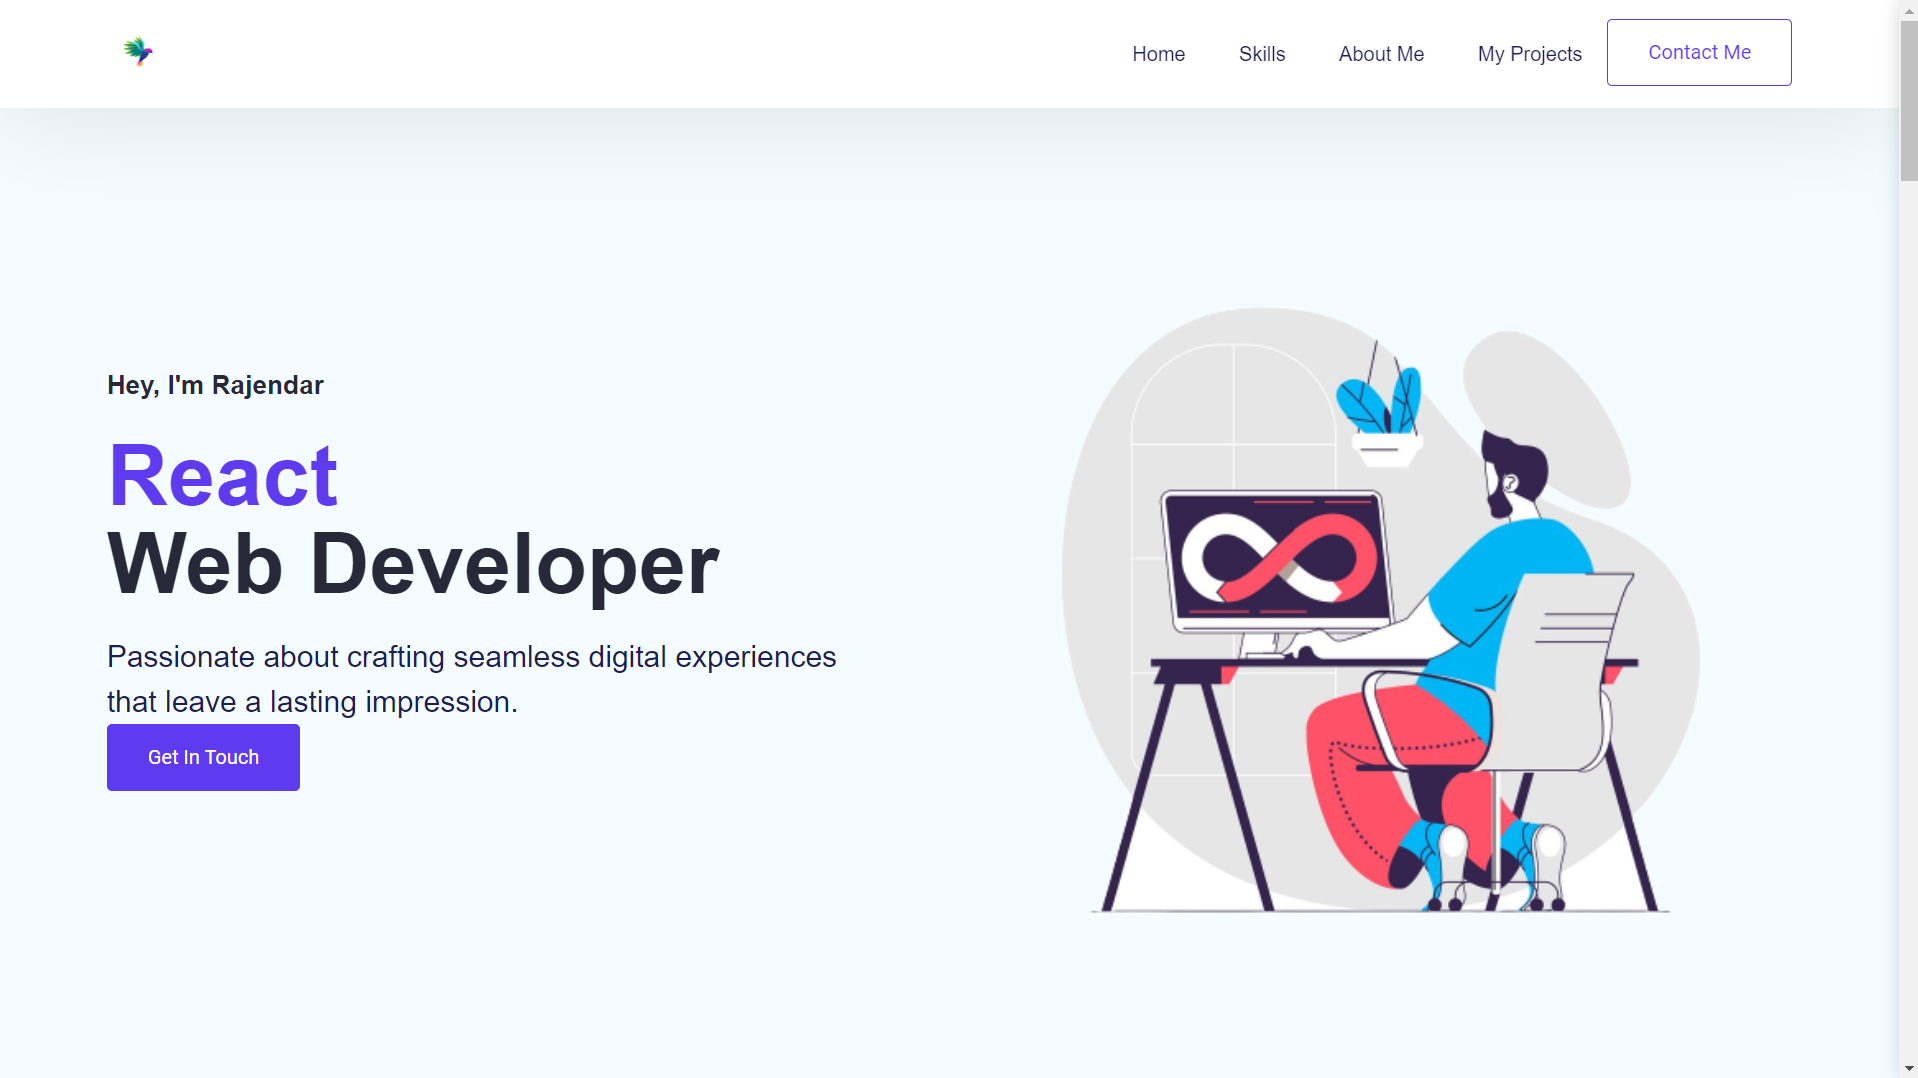 Home Skills About Me My Projects Contact Me
Hey, I'm Rajendar
React
Web Developer
Passionate about crafting seamless digital experiences
that leave a lasting impression.
Get In Touch